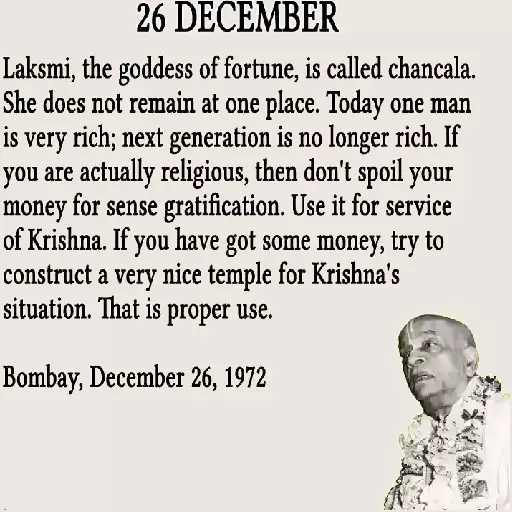 26 DECEMBER
Laksmi, the goddess of fortune, is called chancala.
She does not remain at one place. Today one man
is very rich; next generation is no longer rich. If
you are actually religious, then don't spoil your
money for sense gratification. Use it for service
of Krishna. If you have got some money, try to
construct a very nice temple for Krishna's
situation. That is proper use.
Bombay, December 26, 1972